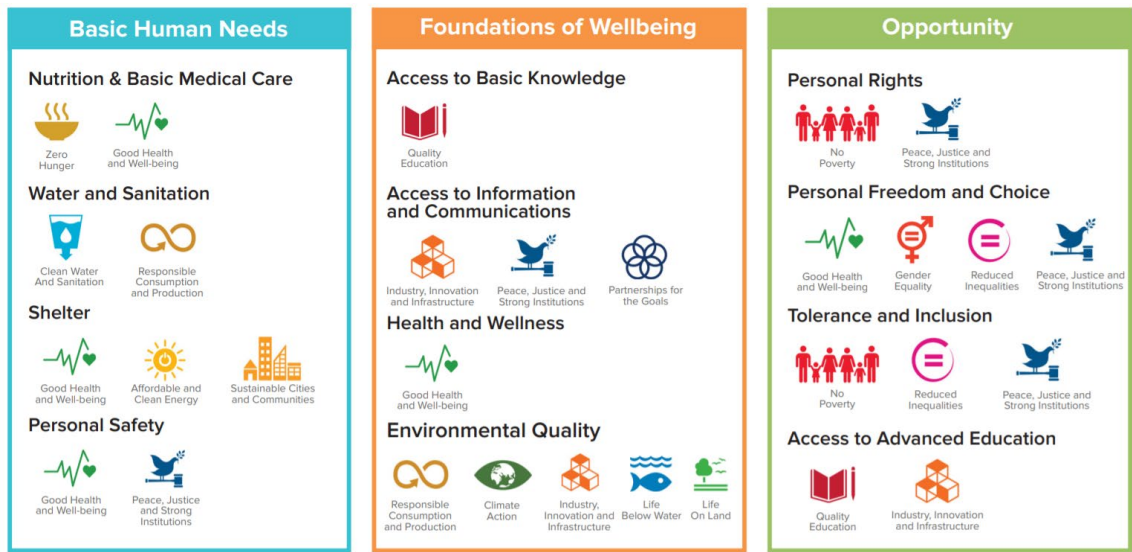 Basic Human Needs
Nutrition & Basic Medical Care
Zero
Hunger
Good Health
and Well-being
Water and Sanitation
Clean Water
And Sanitation
Responsible
Consumption
and Production
Shelter
Good Health
and Well-being
Affordable and
Clean Energy
Sustainable Cities
and Communities
Personal Safety
Good Health
and Well-being
Peace, Justice
and Strong
Institutions
Foundations of Wellbeing
Access to Basic Knowledge
Quality
Education
Access to Information
and Communications
Industry, Innovation
and Infrastructure
Peace, Justice and
Strong Institutions
Partnerships for
the Goals
Health and Wellness
Good Health
and Well-being
Environmental Quality
Responsible
Consumption
and Production
Climate
Action
Industry,
Innovation and
Infrastructure
Life
Below Water
Life
On Land
Opportunity
Personal Rights
No
Poverty
Peace, Justice and
Strong Institutions
Personal Freedom and Choice
Good Health
and Well-being
Gender
Equality
Reduced
Inequalities
Peace, Justice and
Strong Institutions
Tolerance and Inclusion
No
Poverty
Reduced
Inequalities
Peace, Justice and
Strong Institutions
Access to Advanced Education
Quality
Education
Industry, Innovation
and Infrastructure